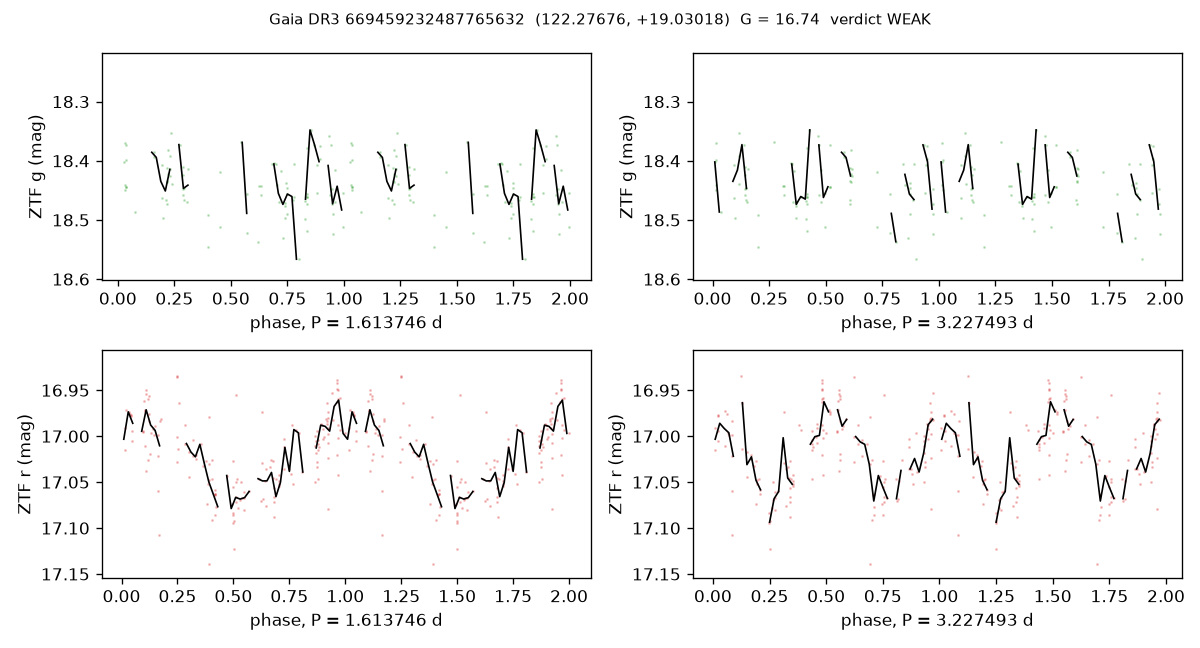 Gaia DR3 669459232487765632 (122.27676, +19.03018) G = 16.74 verdict WEAK
ZTF g (mag)
18.3
18.4
18.5
18.6
0.00 0.25 0.50 0.75 1.00 1.25 1.50 1.75 2.00
phase, P = 1.613746 d
ZTF g (mag)
18.3
18.4
18.5
18.6
0.00 0.25 0.50 0.75 1.00 1.25 1.50 1.75 2.00
phase, P = 3.227493 d
ZTF r (mag)
16.95
17.00
17.05
17.10
17.15
0.00 0.25 0.50 0.75 1.00 1.25 1.50 1.75 2.00
phase, P = 1.613746 d
ZTF r (mag)
16.95
17.00
17.05
17.10
17.15
0.00 0.25 0.50 0.75 1.00 1.25 1.50 1.75 2.00
phase, P = 3.227493 d